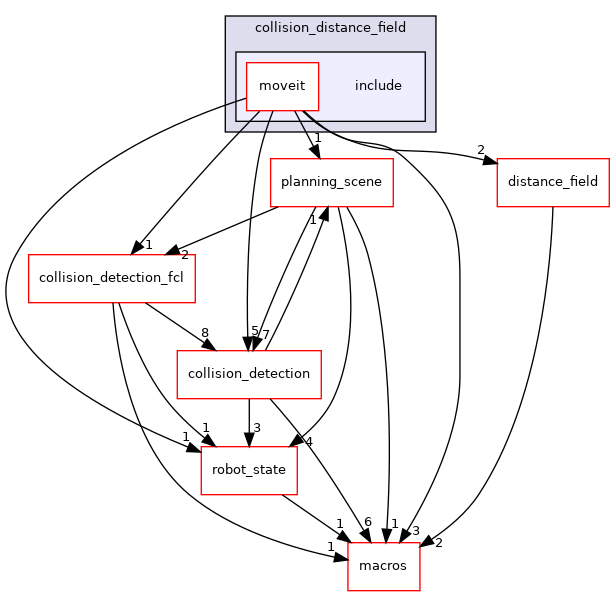 collision_distance_field
moveit
include
1
2
planning_scene
distance_field
1
1
2
collision_detection_fcl
8
5
7
collision_detection
1
1
3
4
robot_state
1
1
6
1
3
2
macros